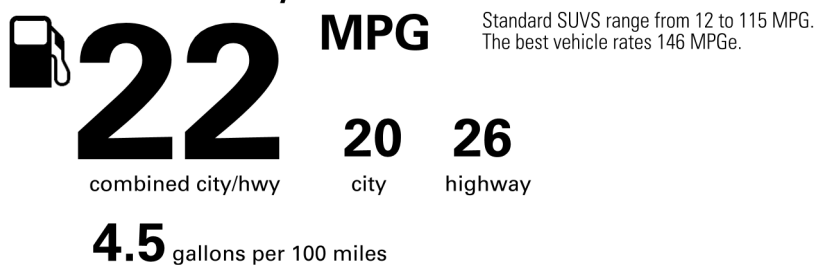 22 MPG
Standard SUVS range from 12 to 115 MPG.
The best vehicle rates 146 MPGe.
20 26
combined city/hwy city highway
4.5 gallons per 100 miles